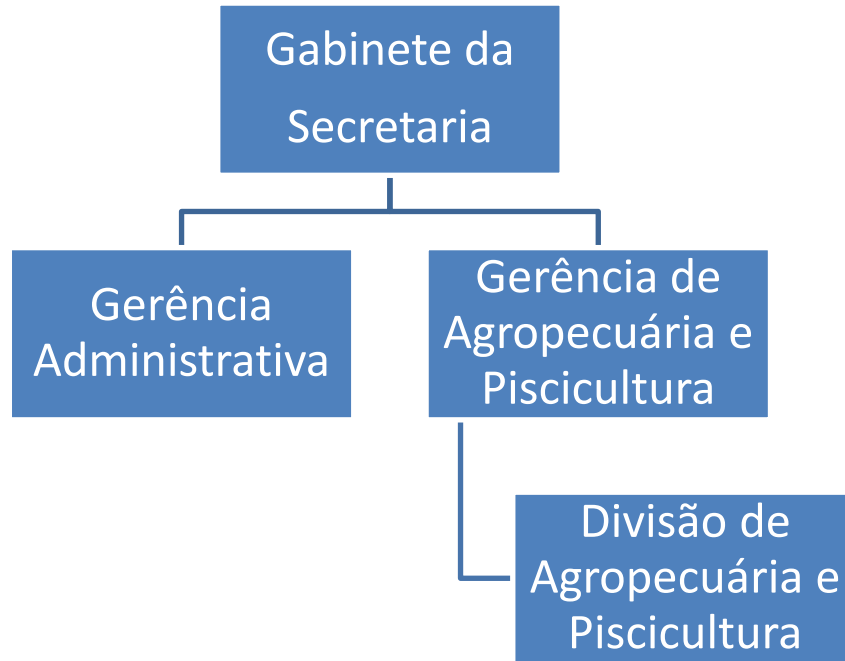 Gabinete da
Secretaria
Gerência
Administrativa
Gerência de
Agropecuária e
Piscicultura
Divisão de
Agropecuária e
Piscicultura